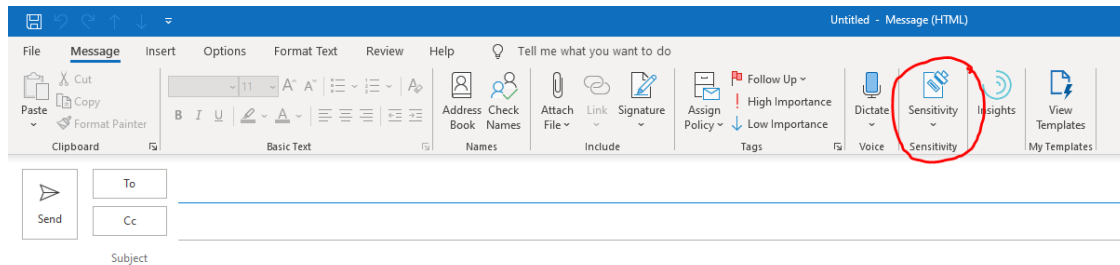 Untitled - Message (HTML)
File Message Insert Options Format Text Review Help Tell me what you want to do
Paste
Cut
Copy
Format Painter
Clipboard
11
B I U A
Basic Text
Address Book
Check Names
Names
Attach File
Link
Signature
Include
Assign Policy
Follow Up
High Importance
Low Importance
Tags
Dictate
Voice
Sensitivity
Sensitivity
Insights
View Templates
My Templates
Send
To
Cc
Subject